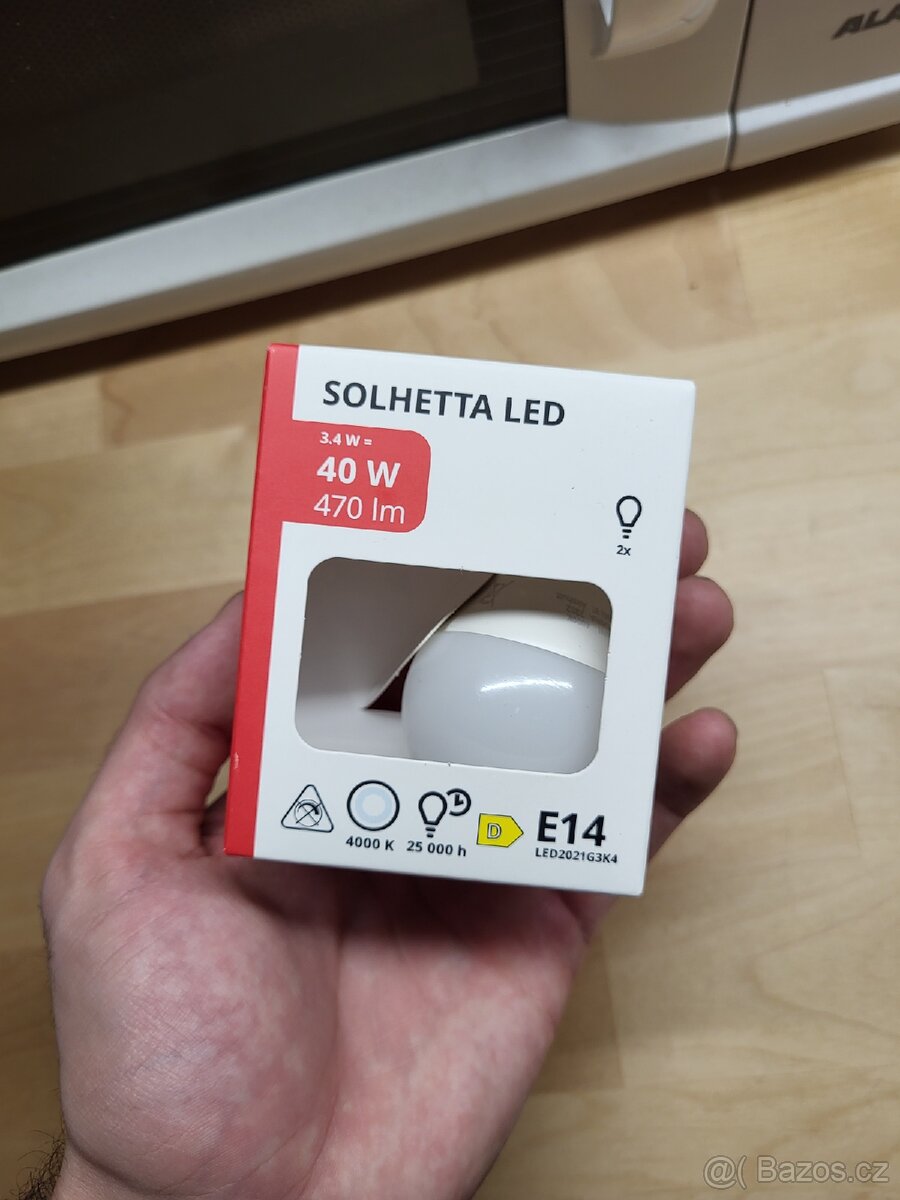 ALA
SOLHETTA LED
3.4 W =
40 W
470 lm
2x
4000 K
25 000 h
D
E14
LED2021G3K4
@( Bazos.cz